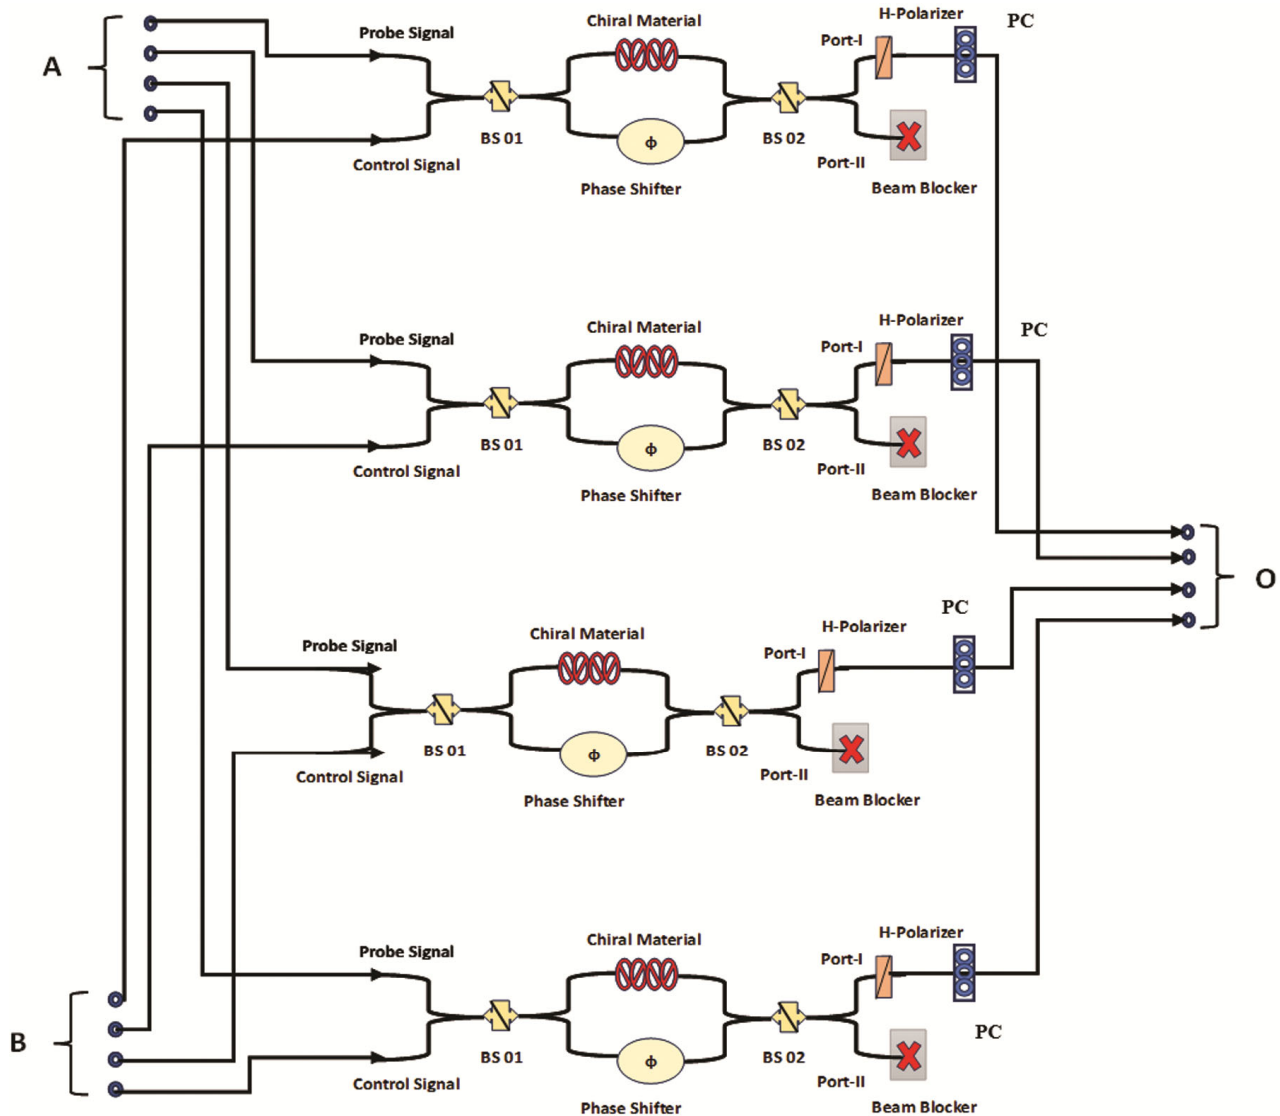 A
Probe Signal
Control Signal
BS 01
Chiral Material
ϕ
Phase Shifter
BS 02
Port-I
Port-II
H-Polarizer
PC
Beam Blocker
Probe Signal
Control Signal
BS 01
Chiral Material
ϕ
Phase Shifter
BS 02
Port-I
Port-II
H-Polarizer
PC
Beam Blocker
O
Probe Signal
Control Signal
BS 01
Chiral Material
ϕ
Phase Shifter
BS 02
Port-I
Port-II
H-Polarizer
PC
Beam Blocker
B
Probe Signal
Control Signal
BS 01
Chiral Material
ϕ
Phase Shifter
BS 02
Port-I
Port-II
H-Polarizer
PC
Beam Blocker